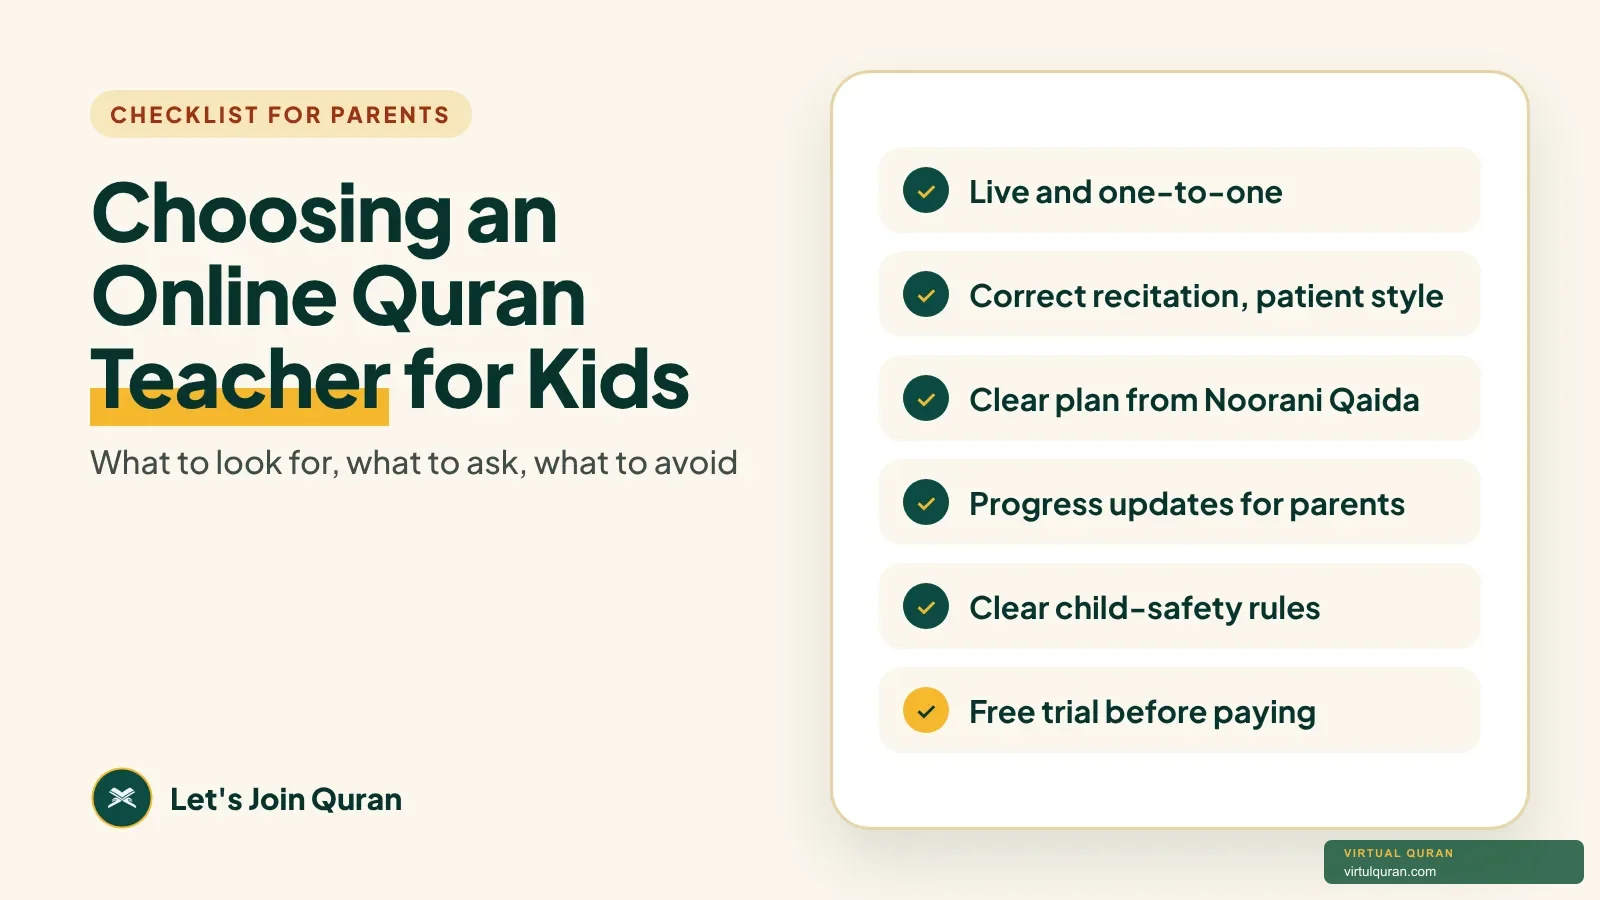 CHECKLIST FOR PARENTS
Choosing an
Online Quran
Teacher for Kids
What to look for, what to ask, what to avoid
Let's Join Quran
Live and one-to-one
Correct recitation, patient style
Clear plan from Noorani Qaida
Progress updates for parents
Clear child-safety rules
Free trial before paying
VIRTUAL QURAN
virtulquran.com